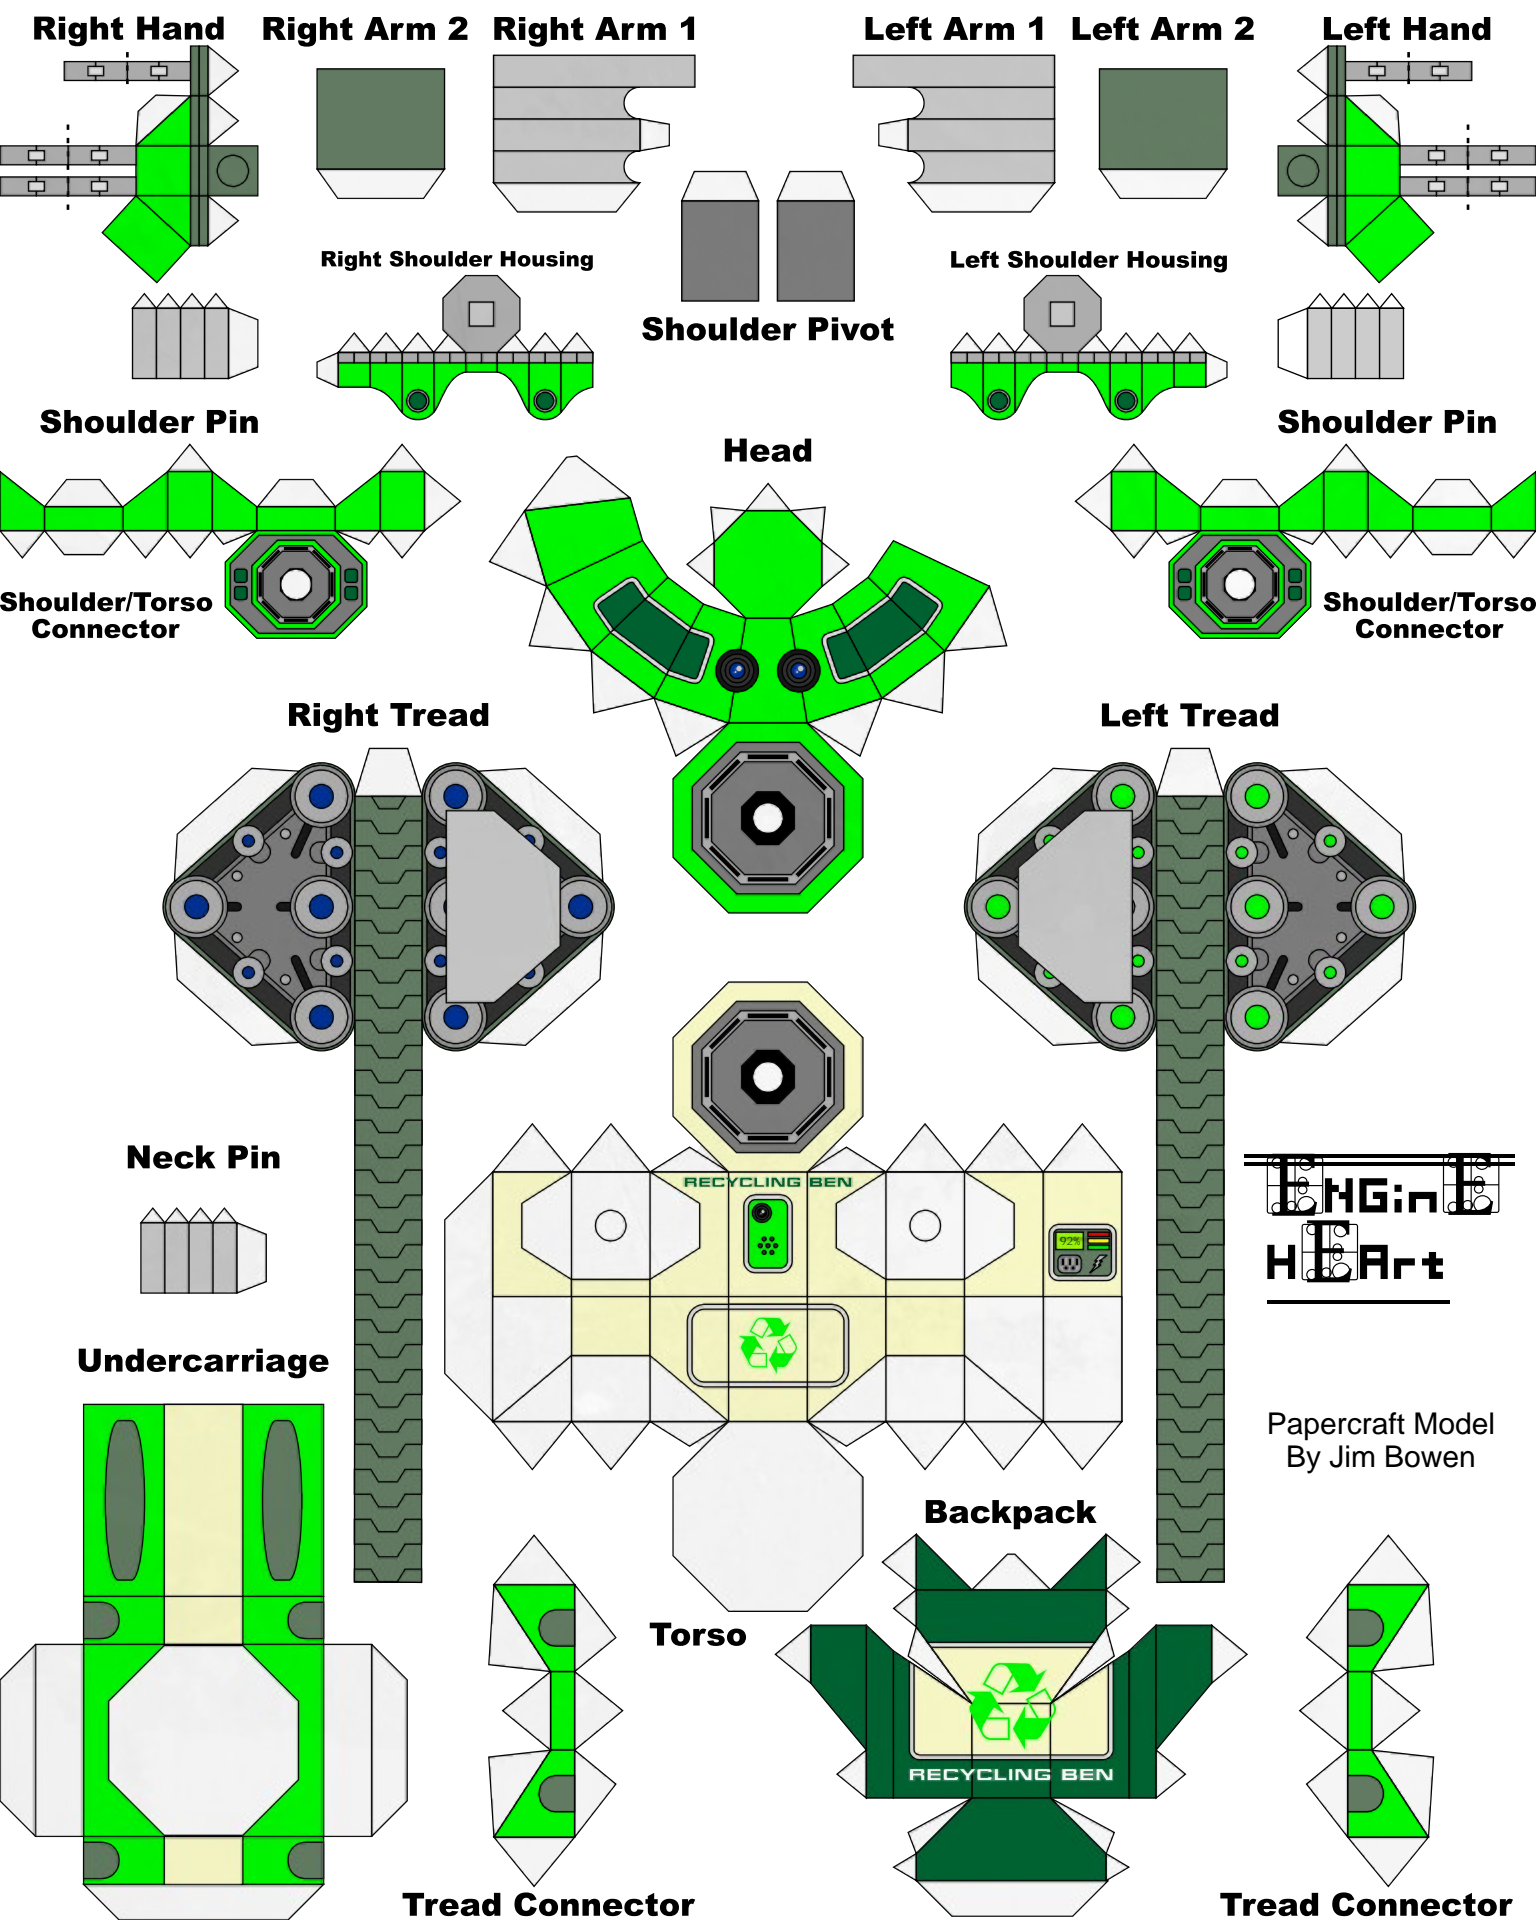 Right Hand
Right Arm 2
Right Arm 1
Left Arm 1
Left Arm 2
Left Hand
Right Shoulder Housing
Left Shoulder Housing
Shoulder Pivot
Shoulder Pin
Shoulder Pin
Head
Shoulder/Torso
Connector
Shoulder/Torso
Connector
Right Tread
Left Tread
Neck Pin
RECYCLING BEN
92%
ENGinE
HEArt
Undercarriage
Papercraft Model
By Jim Bowen
Backpack
Torso
RECYCLING BEN
Tread Connector
Tread Connector